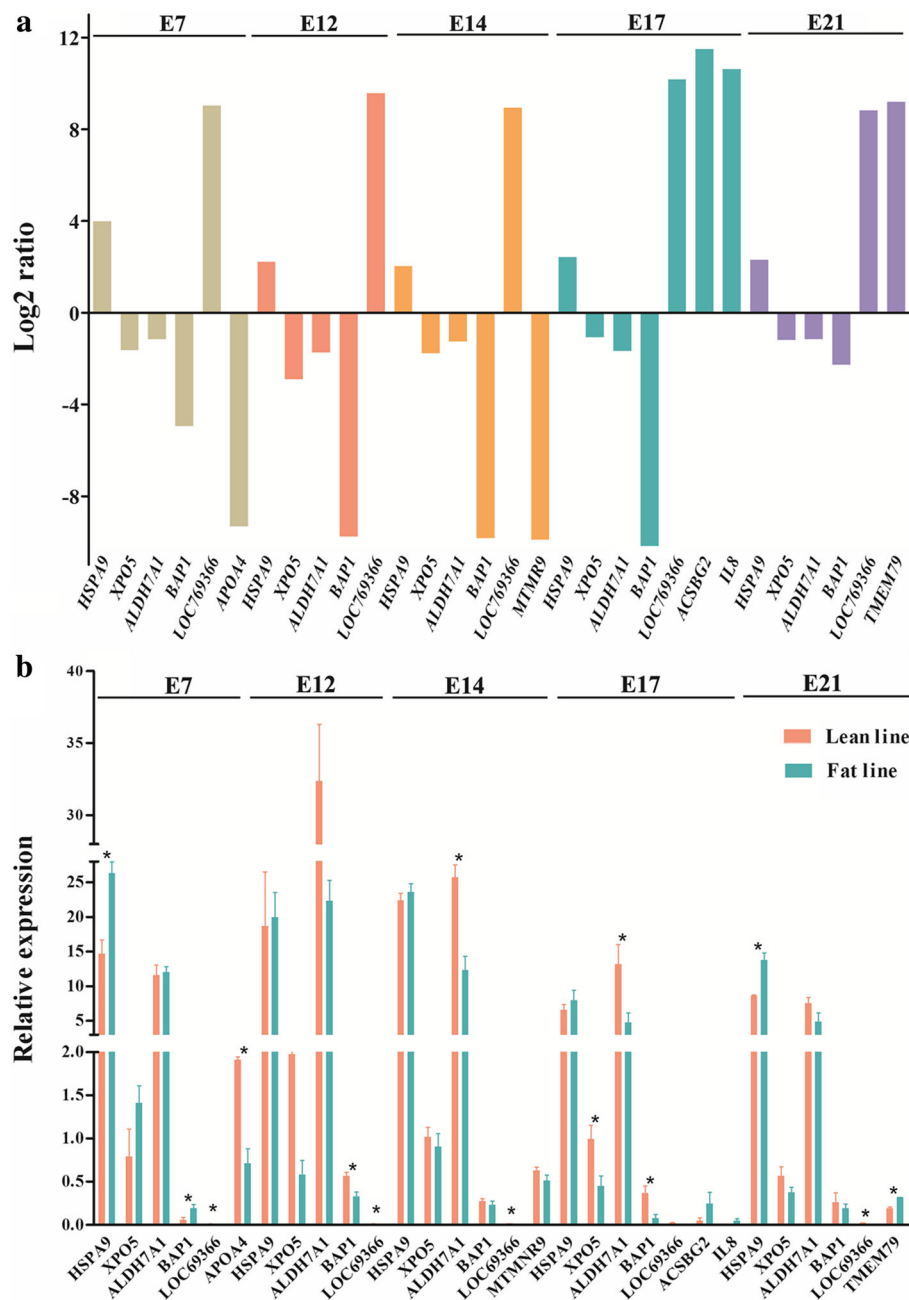 a
E7 E12 E14 E17 E21
12
8
4
0
-4
-8
Log2 ratio
HSPA9 XPO5 ALDH7A1 BAP1 LOC769366 APOA4 HSPA9 XPO5 ALDH7A1 BAP1 LOC769366 HSPA9 XPO5 ALDH7A1 BAP1 LOC769366 MTMR9 HSPA9 XPO5 ALDH7A1 BAP1 LOC769366 ACSBG2 IL8 HSPA9 XPO5 ALDH7A1 BAP1 LOC769366 TMEM79
b
E7 E12 E14 E17 E21
Lean line
Fat line
40
35
30
25
20
15
10
5
2.0
1.5
1.0
0.5
0.0
Relative expression
* * * * * * * * * * * * * * *
HSPA9 XPO5 ALDH7A1 BAP1 LOC69366 APOA4 HSPA9 XPO5 ALDH7A1 BAP1 LOC69366 HSPA9 XPO5 ALDH7A1 BAP1 LOC69366 MTMNR9 HSPA9 XPO5 ALDH7A1 BAP1 LOC69366 ACSBG2 IL8 HSPA9 XPO5 ALDH7A1 BAP1 LOC69366 TMEM79